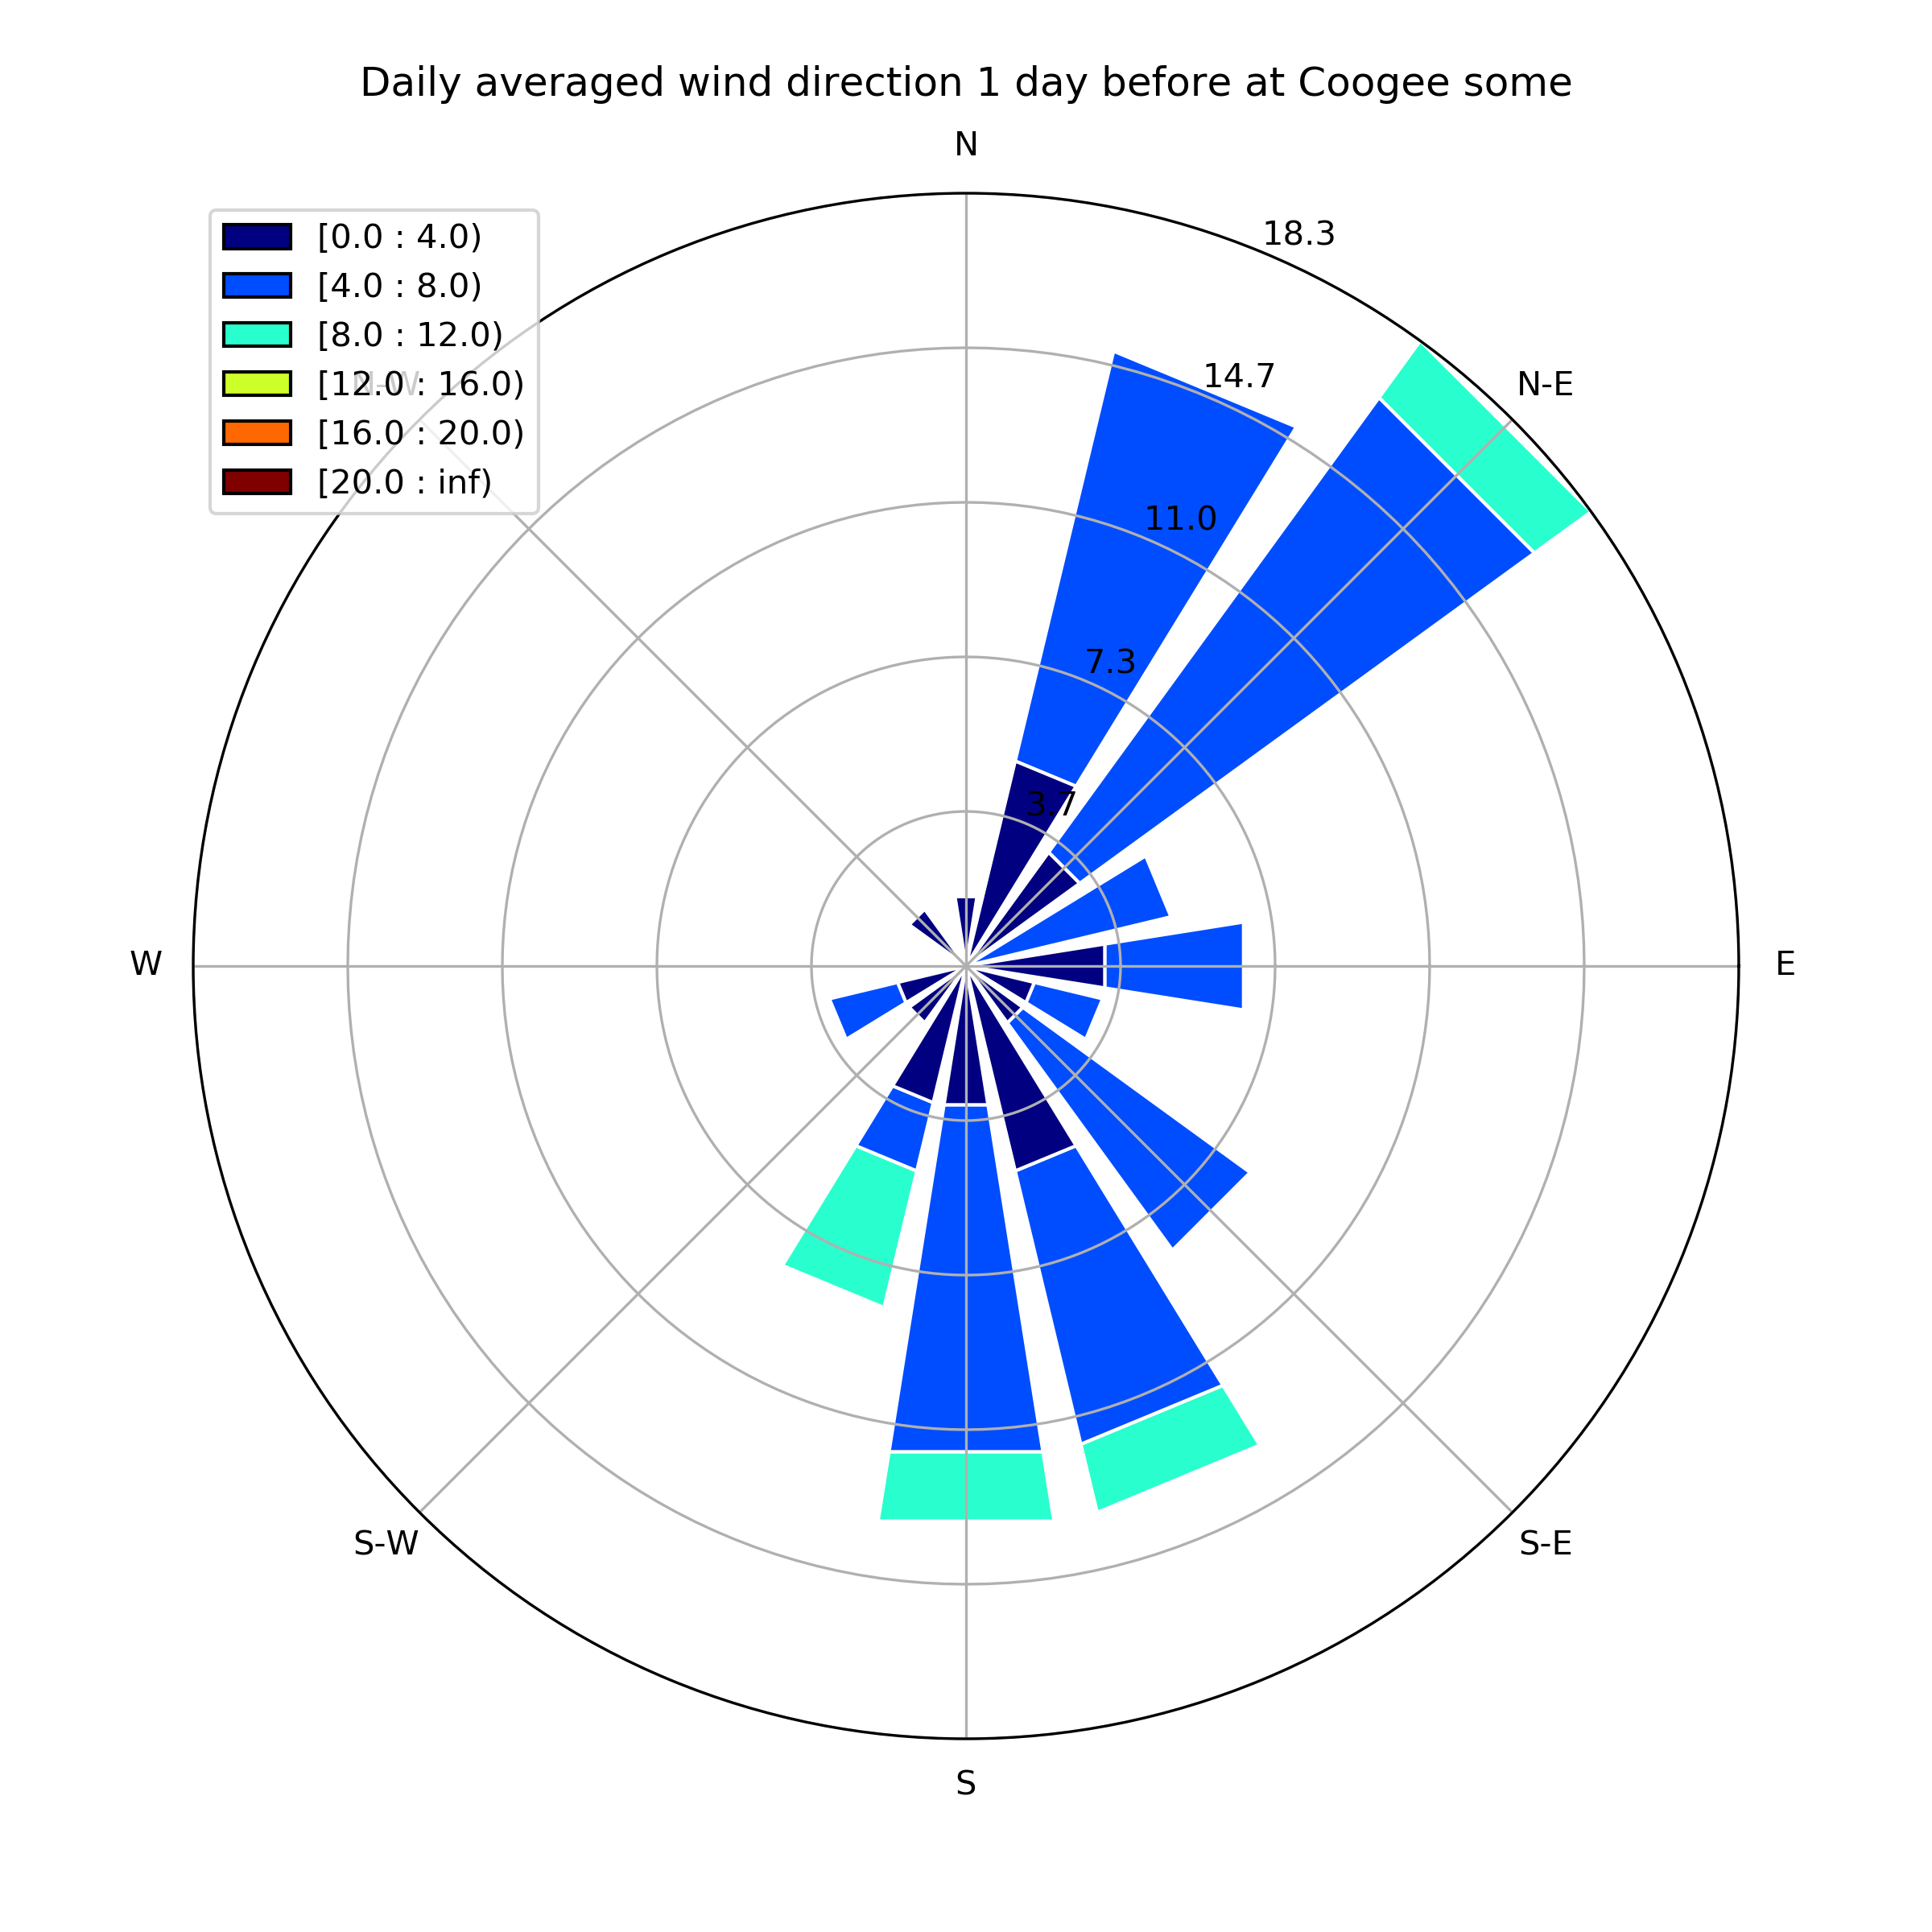 Daily averaged wind direction 1 day before at Coogee some
N
18.3
[0.0 : 4.0)
[4.0 : 8.0)
[8.0 : 12.0)
[12.0 : 16.0)
[16.0 : 20.0)
[20.0 : inf)
N-W
14.7
N-E
11.0
7.3
3.7
W
E
S-W
S-E
S